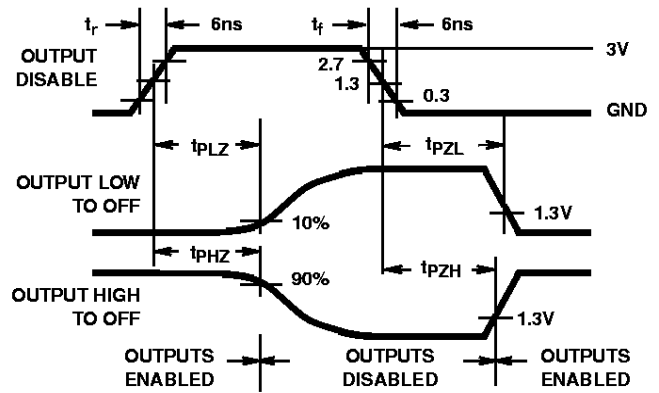 tr 6ns tf 6ns
OUTPUT
DISABLE
2.7
1.3
0.3
3V
GND
tPLZ tPZL
OUTPUT LOW
TO OFF
10%
1.3V
tPHZ tPZH
OUTPUT HIGH
TO OFF
90%
1.3V
OUTPUTS
ENABLED
OUTPUTS
DISABLED
OUTPUTS
ENABLED